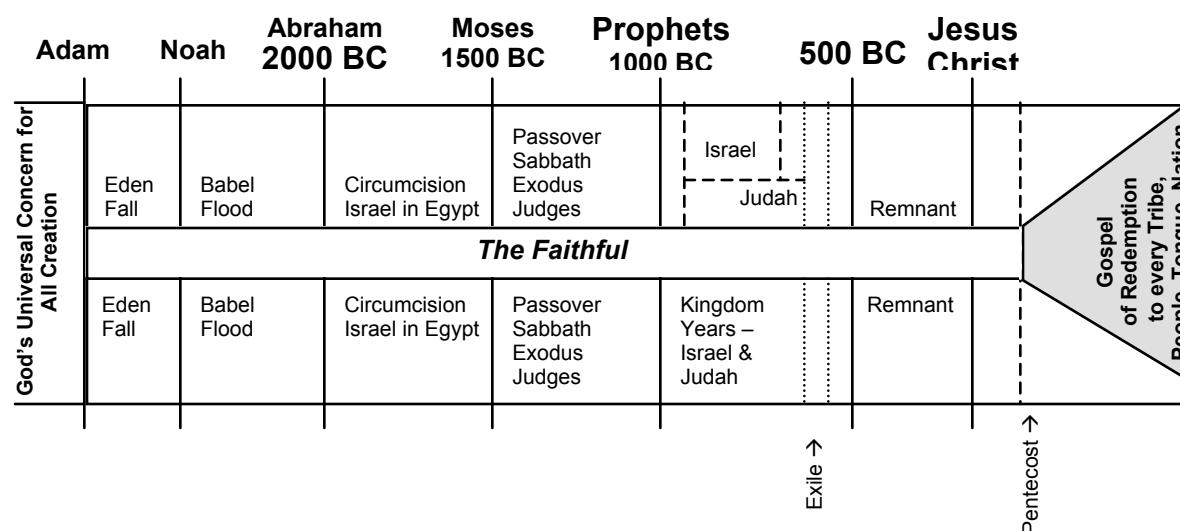 Adam
Noah
Abraham
2000 BC
Moses
1500 BC
Prophets
1000 BC
500 BC
Jesus
Christ
God's Universal Concern for
All Creation
Eden
Fall
Babel
Flood
Circumcision
Israel in Egypt
Passover
Sabbath
Exodus
Judges
Israel
Judah
Remnant
The Faithful
Eden
Fall
Babel
Flood
Circumcision
Israel in Egypt
Passover
Sabbath
Exodus
Judges
Kingdom
Years –
Israel &
Judah
Remnant
Gospel
of Redemption
to every Tribe,
People, Tongue, Nation
Exile →
Pentecost →